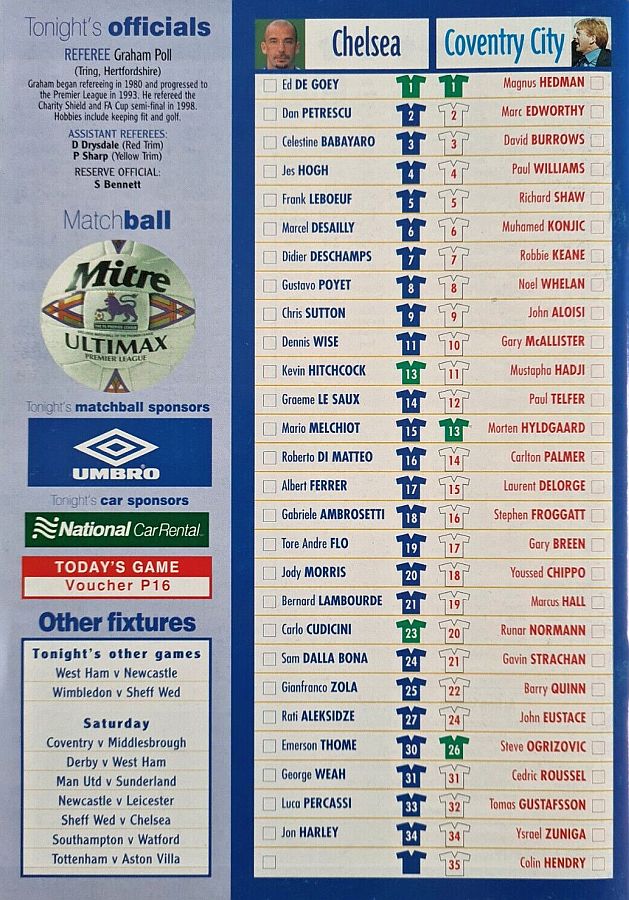 Tonight's officials
REFEREE Graham Poll
(Tring, Hertfordshire)
Graham began refereeing in 1980 and progressed to
the Premier League in 1993. He refereed the
Charity Shield and FA Cup semi-final in 1998.
Hobbies include keeping fit and golf.
ASSISTANT REFEREES:
D Drysdale (Red Trim)
P Sharp (Yellow Trim)
RESERVE OFFICIAL:
S Bennett
Matchball
Mitre
THE FA PREMIER LEAGUE
ULTIMAX
PREMIER LEAGUE
Tonight's matchball sponsors
UMBRO
Tonight's car sponsors
National Car Rental
TODAY'S GAME
Voucher P16
Other fixtures
Tonight's other games
West Ham v Newcastle
Wimbledon v Sheff Wed
Saturday
Coventry v Middlesbrough
Derby v West Ham
Man Utd v Sunderland
Newcastle v Leicester
Sheff Wed v Chelsea
Southampton v Watford
Tottenham v Aston Villa
Chelsea Coventry City
Ed DE GOEY 1 1 Magnus HEDMAN
Dan PETRESCU 2 2 Marc EDWORTHY
Celestine BABAYARO 3 3 David BURROWS
Jes HOGH 4 4 Paul WILLIAMS
Frank LEBOEUF 5 5 Richard SHAW
Marcel DESAILLY 6 6 Muhamed KONJIC
Didier DESCHAMPS 7 7 Robbie KEANE
Gustavo POYET 8 8 Noel WHELAN
Chris SUTTON 9 9 John ALOISI
Dennis WISE 11 10 Gary McALLISTER
Kevin HITCHCOCK 13 11 Mustapha HADJI
Graeme LE SAUX 14 12 Paul TELFER
Mario MELCHIOT 15 13 Morten HYLDGAARD
Roberto DI MATTEO 16 14 Carlton PALMER
Albert FERRER 17 15 Laurent DELORGE
Gabriele AMBROSETTI 18 16 Stephen FROGGATT
Tore Andre FLO 19 17 Gary BREEN
Jody MORRIS 20 18 Youssed CHIPPO
Bernard LAMBOURDE 21 19 Marcus HALL
Carlo CUDICINI 23 20 Runar NORMANN
Sam DALLA BONA 24 21 Gavin STRACHAN
Gianfranco ZOLA 25 22 Barry QUINN
Rati ALEKSIDZE 27 24 John EUSTACE
Emerson THOME 30 26 Steve OGRIZOVIC
George WEAH 31 31 Cedric ROUSSEL
Luca PERCASSI 33 32 Tomas GUSTAFSSON
Jon HARLEY 34 34 Ysrael ZUNIGA
35 Colin HENDRY